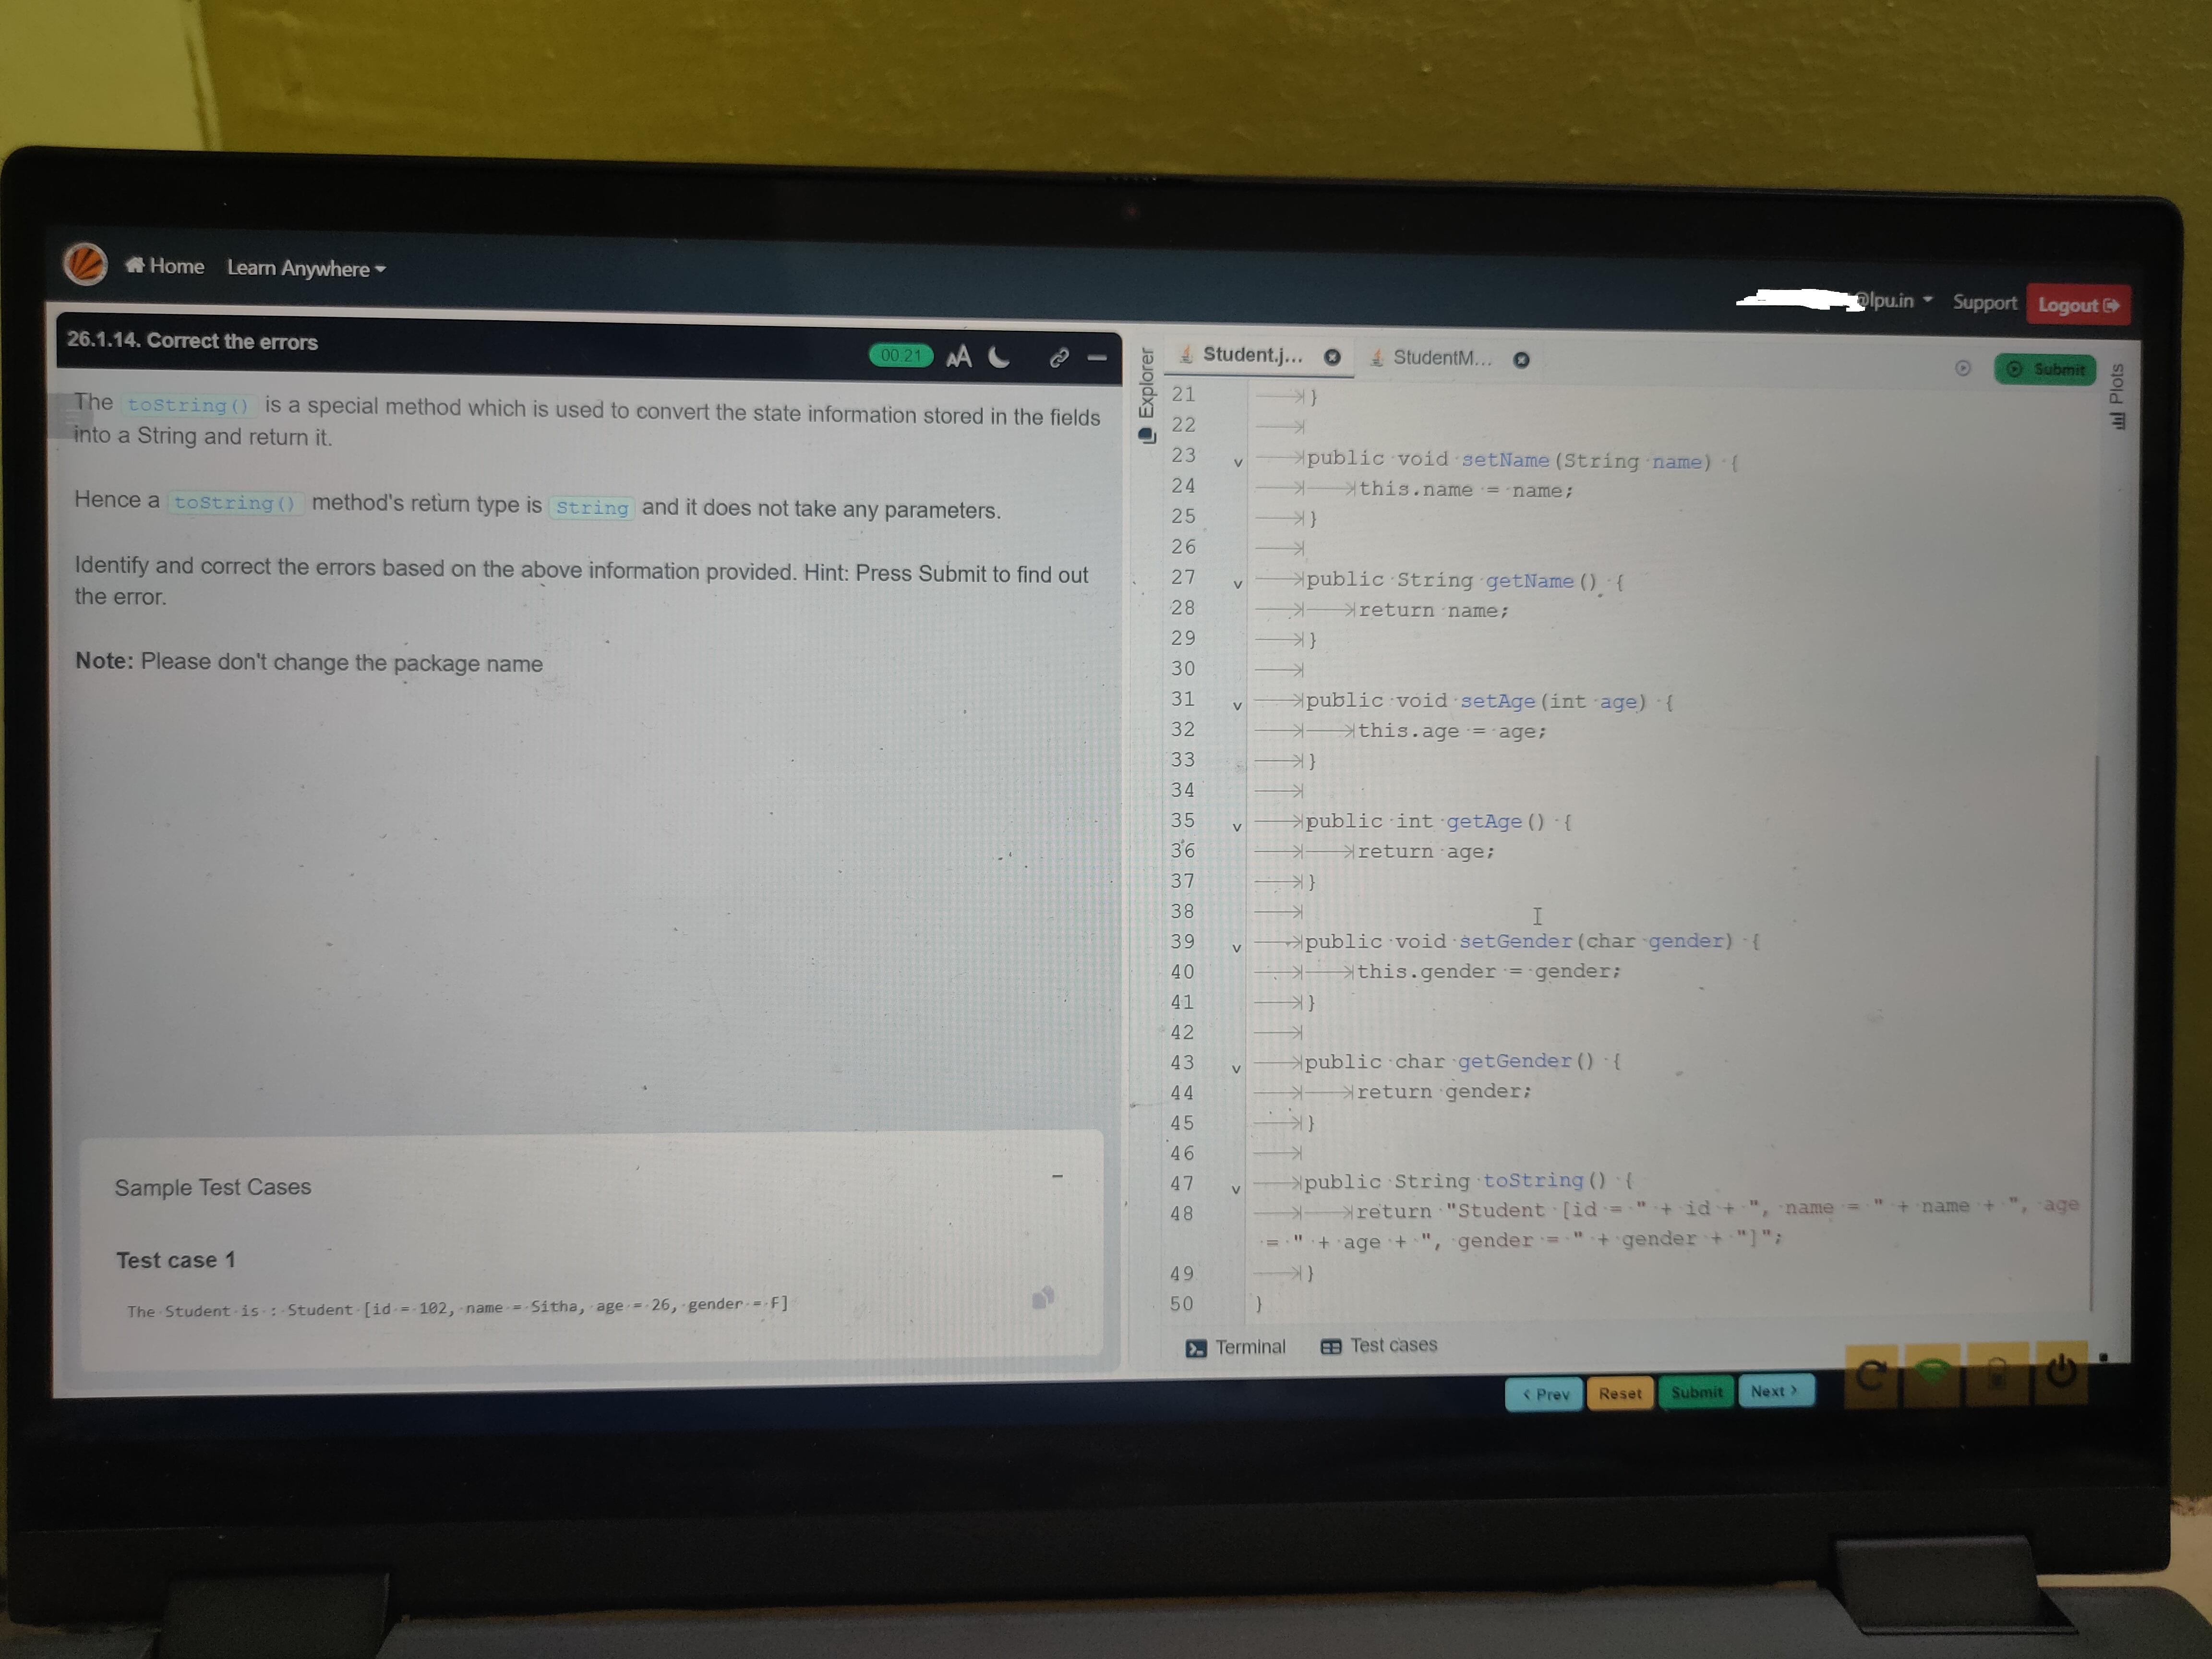 Home Learn Anywhere
@lpu.in Support Logout
26.1.14. Correct the errors
00:21 AA
The toString() is a special method which is used to convert the state information stored in the fields
into a String and return it.
Hence a toString() method's return type is String and it does not take any parameters.
Identify and correct the errors based on the above information provided. Hint: Press Submit to find out
the error.
Note: Please don't change the package name
Sample Test Cases
Test case 1
The Student is : Student [id = 102, name = Sitha, age = 26, gender = F]
Explorer
Student.j... StudentM... Submit
Plots
21 }
22
23 public void setName(String name) {
24 this.name = name;
25 }
26
27 public String getName() {
28 return name;
29 }
30
31 public void setAge(int age) {
32 this.age = age;
33 }
34
35 public int getAge() {
36 return age;
37 }
38
39 public void setGender(char gender) {
40 this.gender = gender;
41 }
42
43 public char getGender() {
44 return gender;
45 }
46
47 public String toString() {
48 return "Student [id = " + id + ", name = " + name + ", age
= " + age + ", gender = " + gender + "]";
49 }
50 }
Terminal Test cases
< Prev Reset Submit Next >